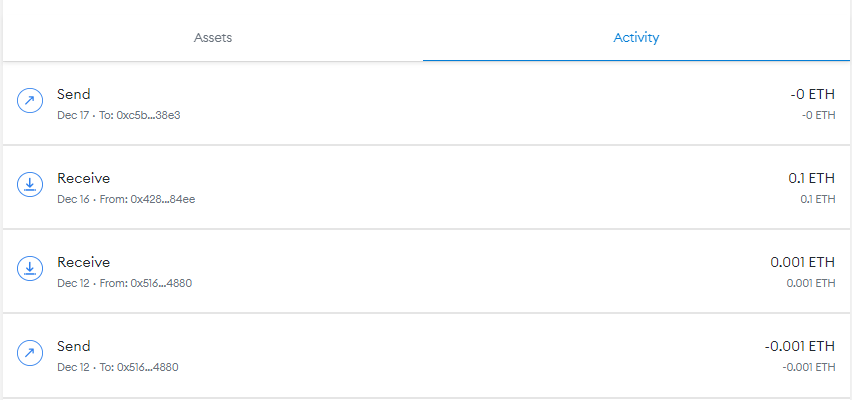 Assets Activity
Send -0 ETH
Dec 17 · To: 0xc5b...38e3 -0 ETH
Receive 0.1 ETH
Dec 16 · From: 0x428...84ee 0.1 ETH
Receive 0.001 ETH
Dec 12 · From: 0x516...4880 0.001 ETH
Send -0.001 ETH
Dec 12 · To: 0x516...4880 -0.001 ETH